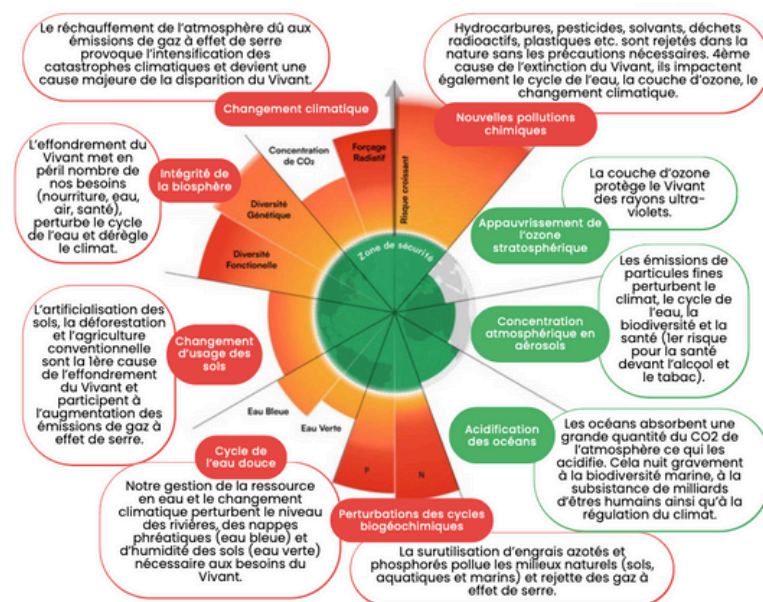 Le réchauffement de l'atmosphère dû aux
émissions de gaz à effet de serre
provoque l'intensification des
catastrophes climatiques et devient une
cause majeure de la disparition du Vivant.
Changement climatique
Hydrocarbures, pesticides, solvants, déchets
radioactifs, plastiques etc. sont rejetés dans la
nature sans les précautions nécessaires. 4ème
cause de l'extinction du Vivant, ils impactent
également le cycle de l'eau, la couche d'ozone, le
changement climatique.
Nouvelles pollutions
chimiques
Concentration
de CO₂
Forçage
Radiatif
Risque croissant
L'effondrement du
Vivant met en
péril nombre de
nos besoins
(nourriture, eau,
air, santé),
perturbe le cycle
de l'eau et dérègle
le climat.
Intégrité de
la biosphère
Diversité
Génétique
Diversité
Fonctionelle
Zone de sécurité
La couche d'ozone
protège le Vivant
des rayons ultra-
violets.
Appauvrissement de
l'ozone
stratosphérique
Les émissions de
particules fines
perturbent le
climat, le cycle de
l'eau, la
biodiversité et la
santé (1er risque
pour la santé
devant l'alcool et
le tabac).
Concentration
atmosphérique en
aérosols
L'artificialisation des
sols, la déforestation
et l'agriculture
conventionnelle
sont la 1ère cause
de l'effondrement
du Vivant et
participent à
l'augmentation des
émissions de gaz à
effet de serre.
Changement
d'usage des
sols
Eau Bleue
Eau Verte
P
N
Acidification
des océans
Les océans absorbent une
grande quantité du CO2 de
l'atmosphère ce qui les
acidifie. Cela nuit gravement
à la biodiversité marine, à la
subsistance de milliards
d'êtres humains ainsi qu'à la
régulation du climat.
Cycle de
l'eau douce
Notre gestion de la ressource
en eau et le changement
climatique perturbent le niveau
des rivières, des nappes
phréatiques (eau bleue) et
d'humidité des sols (eau verte)
nécessaire aux besoins du
Vivant.
Perturbations des cycles
biogéochimiques
La surutilisation d'engrais azotés et
phosphorés pollue les milieux naturels (sols,
aquatiques et marins) et rejette des gaz à
effet de serre.